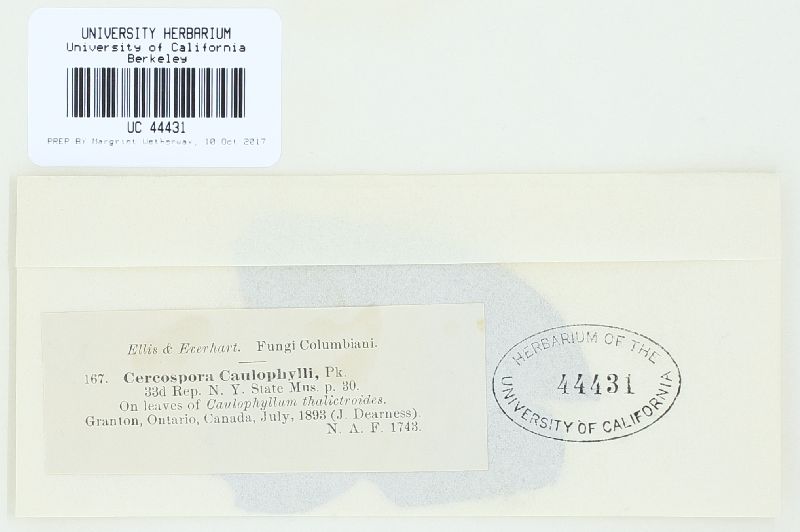 UNIVERSITY HERBARIUM
University of California
Berkeley
UC 44431
PREP By Margriet Wetherwax, 10 Oct 2017
Ellis & Everhart. Fungi Columbiani.
167. Cercospora Caulophylli, Pk.
33d Rep. N. Y. State Mus. p. 30.
On leaves of Caulophyllum thalictroides.
Granton, Ontario, Canada, July, 1893 (J. Dearness).
N. A. F. 1743.
HERBARIUM OF THE
44431
UNIVERSITY OF CALIFORNIA